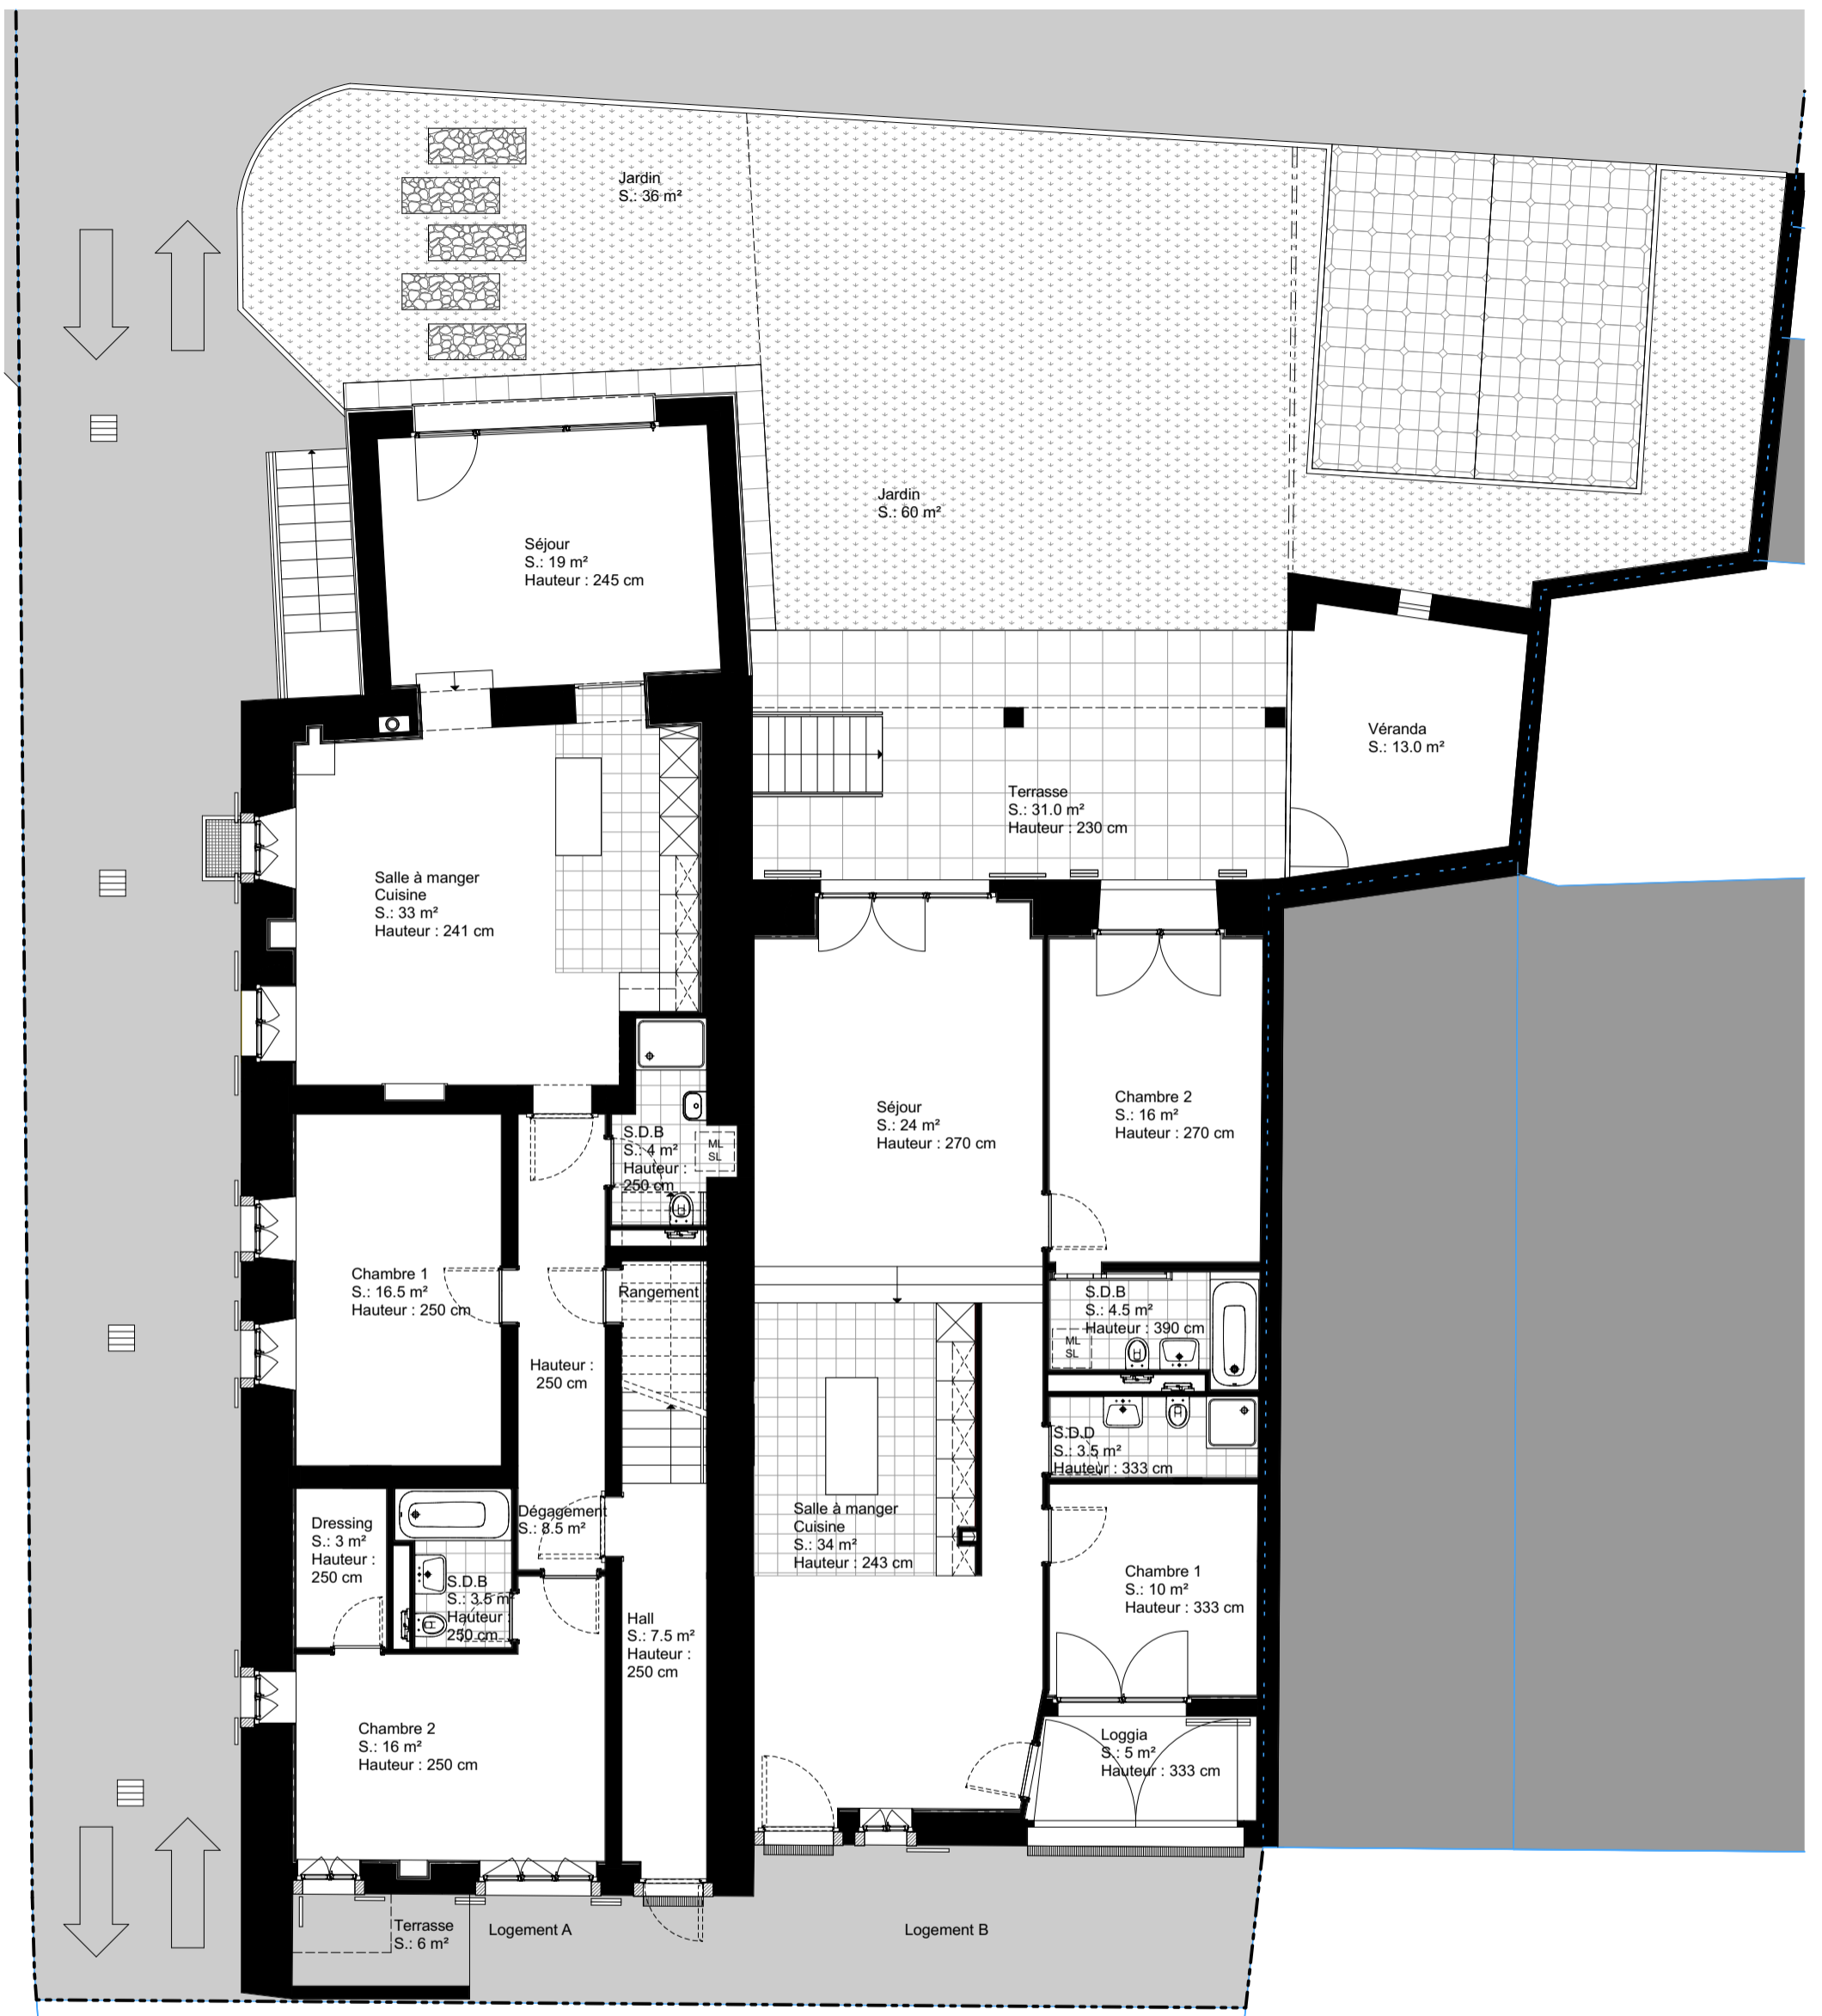 Jardin
S.: 36 m²
Jardin
S.: 60 m²
Séjour
S.: 19 m²
Hauteur : 245 cm
Véranda
S.: 13.0 m²
Terrasse
S.: 31.0 m²
Hauteur : 230 cm
Salle à manger
Cuisine
S.: 33 m²
Hauteur : 241 cm
Séjour
S.: 24 m²
Hauteur : 270 cm
Chambre 2
S.: 16 m²
Hauteur : 270 cm
S.D.B
S.: 4 m²
Hauteur :
250 cm
ML
SL
Chambre 1
S.: 16.5 m²
Hauteur : 250 cm
Rangement
S.D.B
S.: 4.5 m²
Hauteur : 390 cm
ML
SL
Hauteur :
250 cm
S.D.D
S.: 3.5 m²
Hauteur : 333 cm
Dressing
S.: 3 m²
Hauteur :
250 cm
Dégagement
S.: 8.5 m²
Salle à manger
Cuisine
S.: 34 m²
Hauteur : 243 cm
S.D.B
S.: 3.5 m²
Hauteur :
250 cm
Chambre 1
S.: 10 m²
Hauteur : 333 cm
Hall
S.: 7.5 m²
Hauteur :
250 cm
Chambre 2
S.: 16 m²
Hauteur : 250 cm
Loggia
S.: 5 m²
Hauteur : 333 cm
Terrasse
S.: 6 m²
Logement A
Logement B